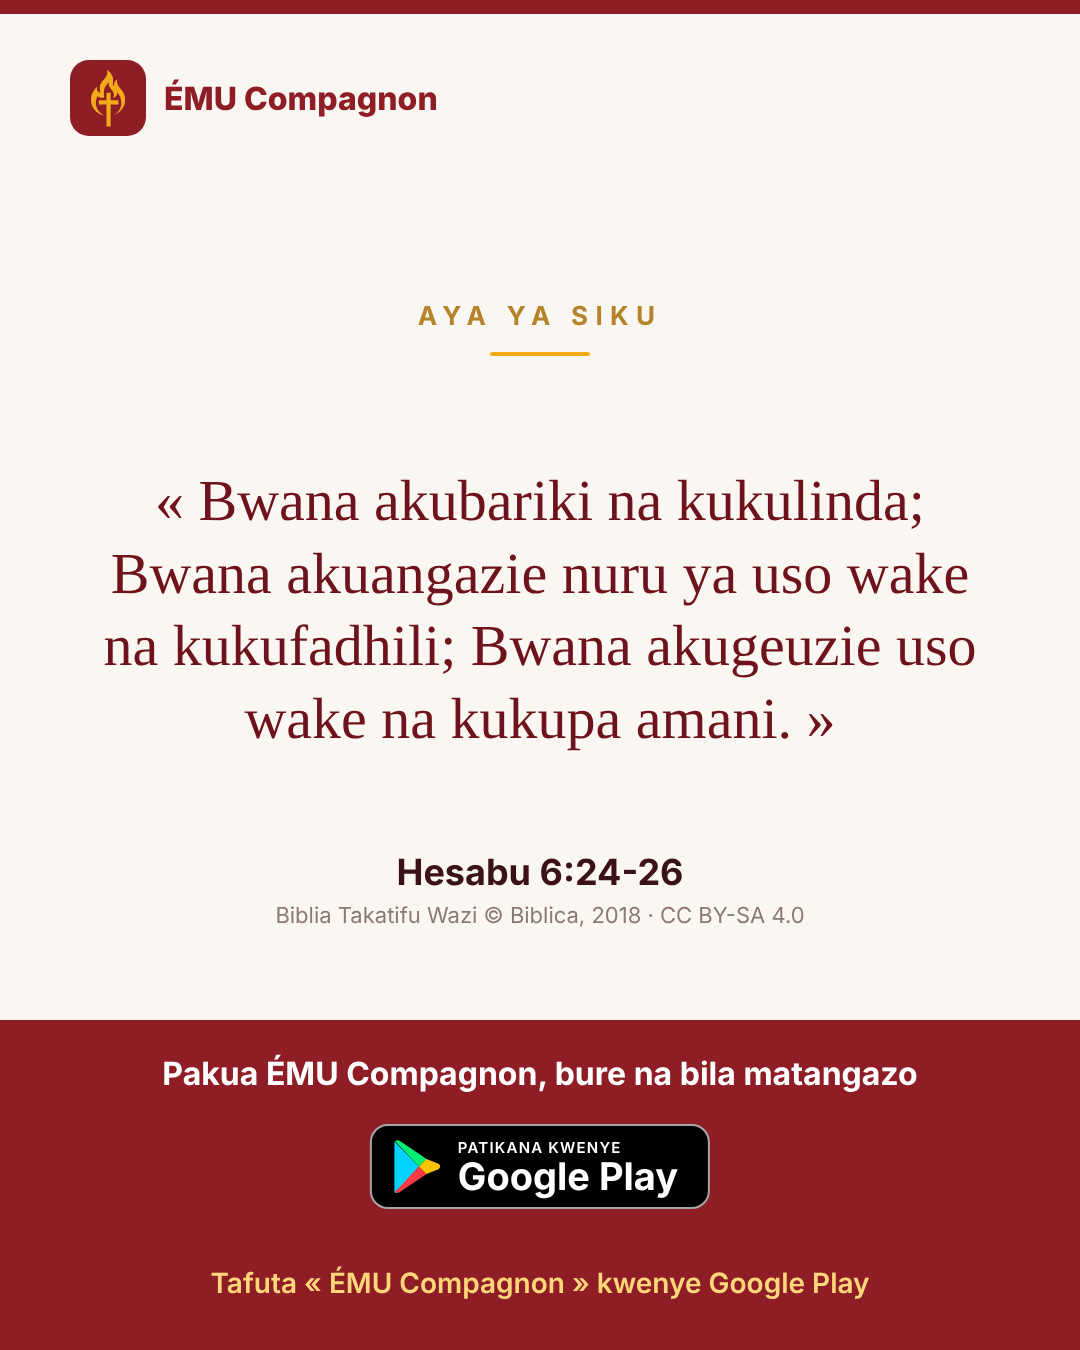 ÉMU Compagnon
AYA YA SIKU
« Bwana akubariki na kukulinda;
Bwana akuangazie nuru ya uso wake
na kukufadhili; Bwana akugeuzie uso
wake na kukupa amani. »
Hesabu 6:24-26
Biblia Takatifu Wazi © Biblica, 2018 · CC BY-SA 4.0
Pakua ÉMU Compagnon, bure na bila matangazo
PATIKANA KWENYE
Google Play
Tafuta « ÉMU Compagnon » kwenye Google Play